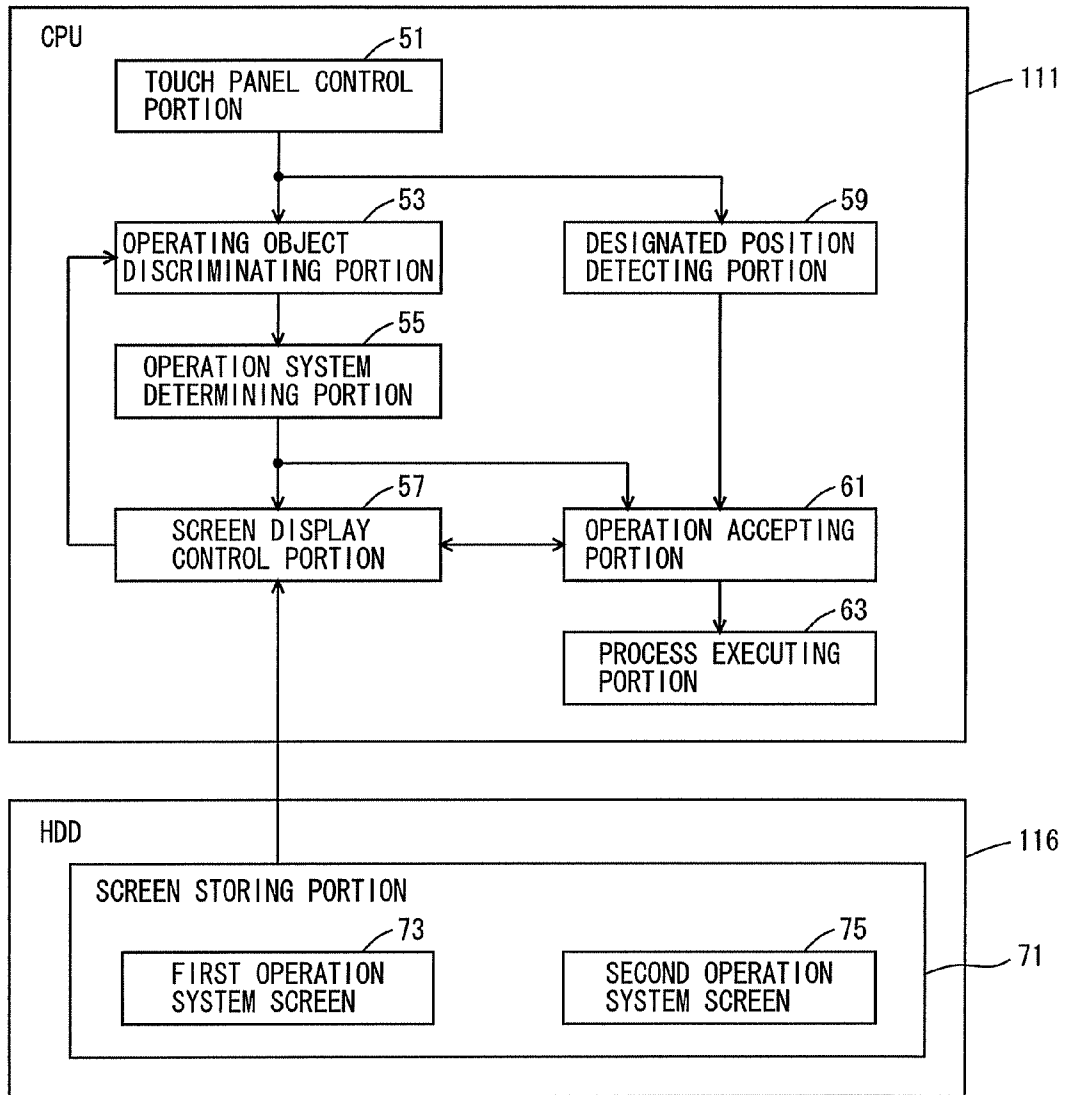 CPU
51
TOUCH PANEL CONTROL
PORTION
111
53
OPERATING OBJECT
DISCRIMINATING PORTION
59
DESIGNATED POSITION
DETECTING PORTION
55
OPERATION SYSTEM
DETERMINING PORTION
57
SCREEN DISPLAY
CONTROL PORTION
61
OPERATION ACCEPTING
PORTION
63
PROCESS EXECUTING
PORTION
HDD
116
SCREEN STORING PORTION
73
FIRST OPERATION
SYSTEM SCREEN
75
SECOND OPERATION
SYSTEM SCREEN
71